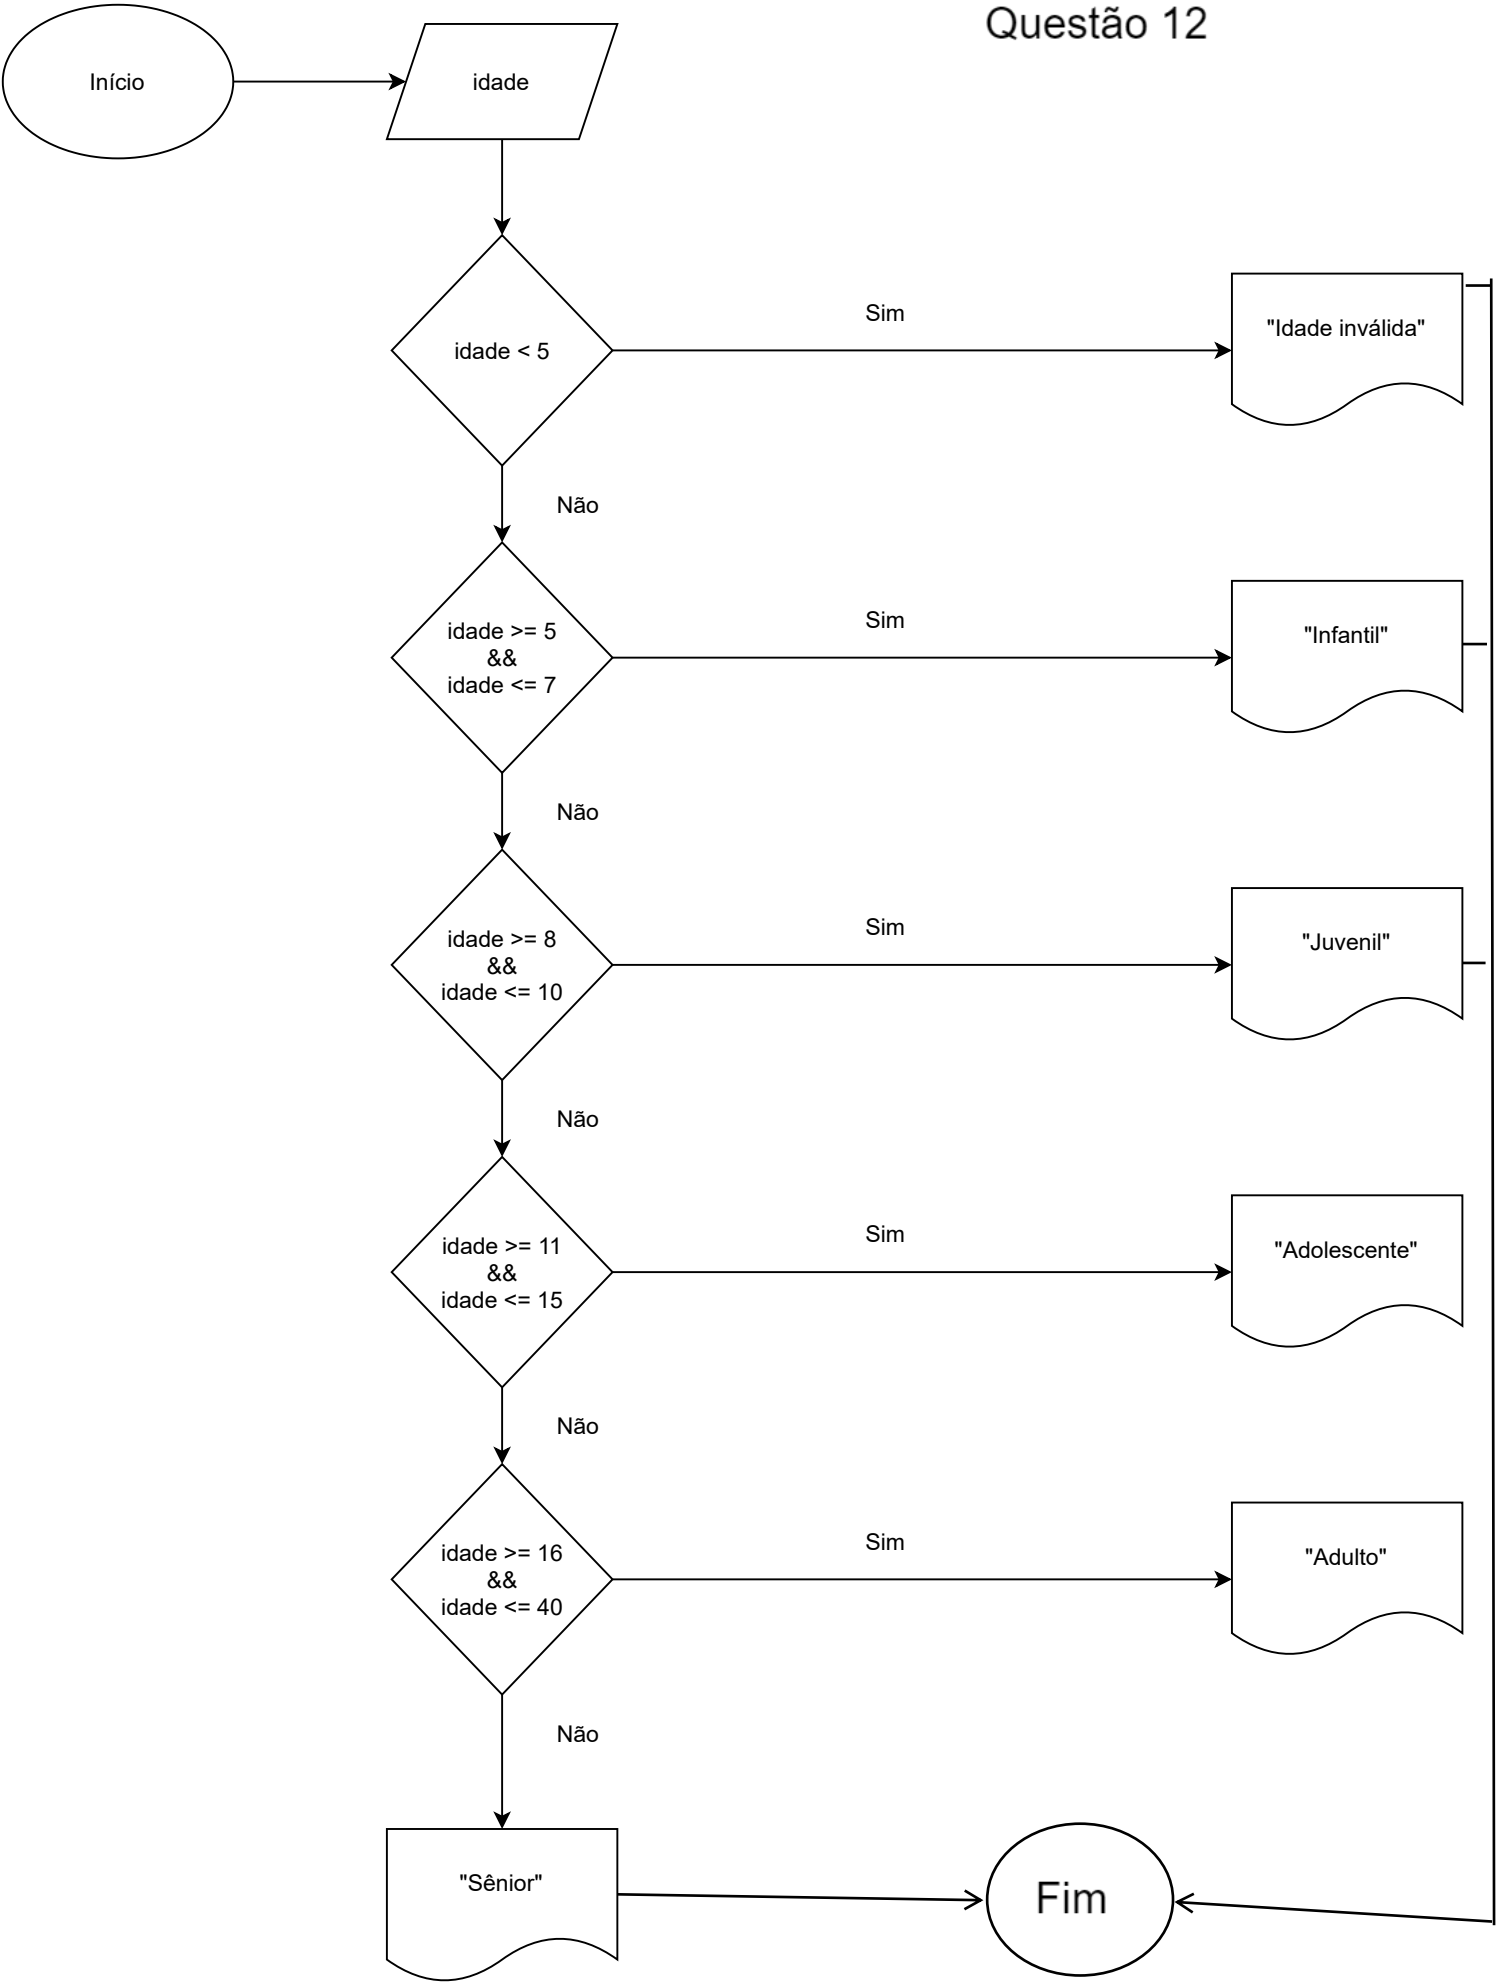 Questão 12
Início
idade
idade < 5
Sim
"Idade inválida"
Não
idade >= 5
&&
idade <= 7
Sim
"Infantil"
Não
idade >= 8
&&
idade <= 10
Sim
"Juvenil"
Não
idade >= 11
&&
idade <= 15
Sim
"Adolescente"
Não
idade >= 16
&&
idade <= 40
Sim
"Adulto"
Não
"Sênior"
Fim